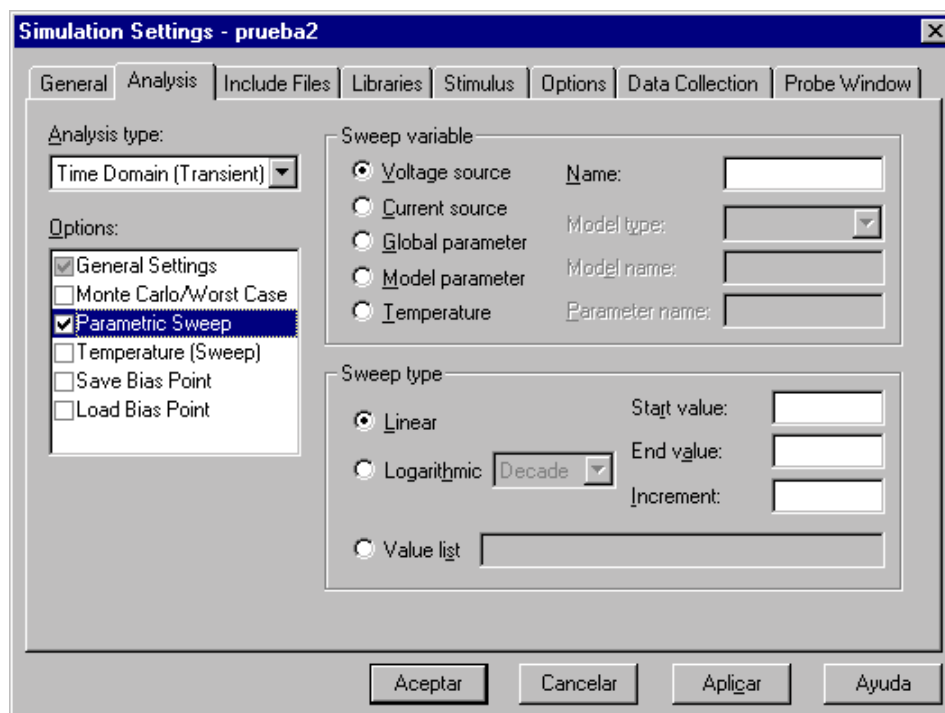 Simulation Settings - prueba2
General Analysis Include Files Libraries Stimulus Options Data Collection Probe Window
Analysis type:
Time Domain (Transient)
Options:
General Settings
Monte Carlo/Worst Case
Parametric Sweep
Temperature (Sweep)
Save Bias Point
Load Bias Point
Sweep variable
Voltage source
Current source
Global parameter
Model parameter
Temperature
Name:
Model type:
Model name:
Parameter name:
Sweep type
Linear
Logarithmic Decade
Value list
Start value:
End value:
Increment:
Aceptar Cancelar Aplicar Ayuda